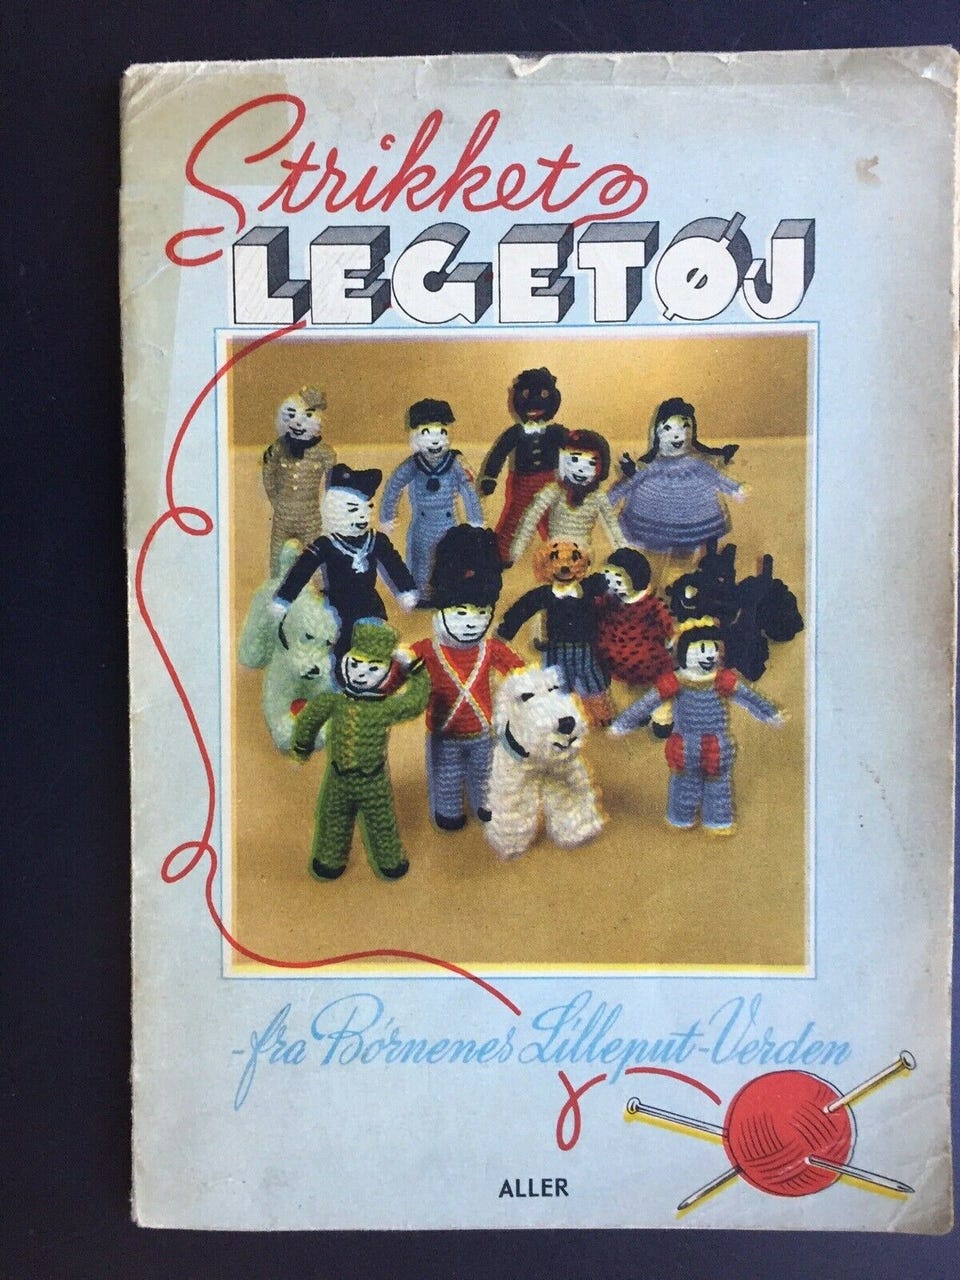 Strikket
LEGETØJ
-fra Børnenes Lilleput-Verden
ALLER